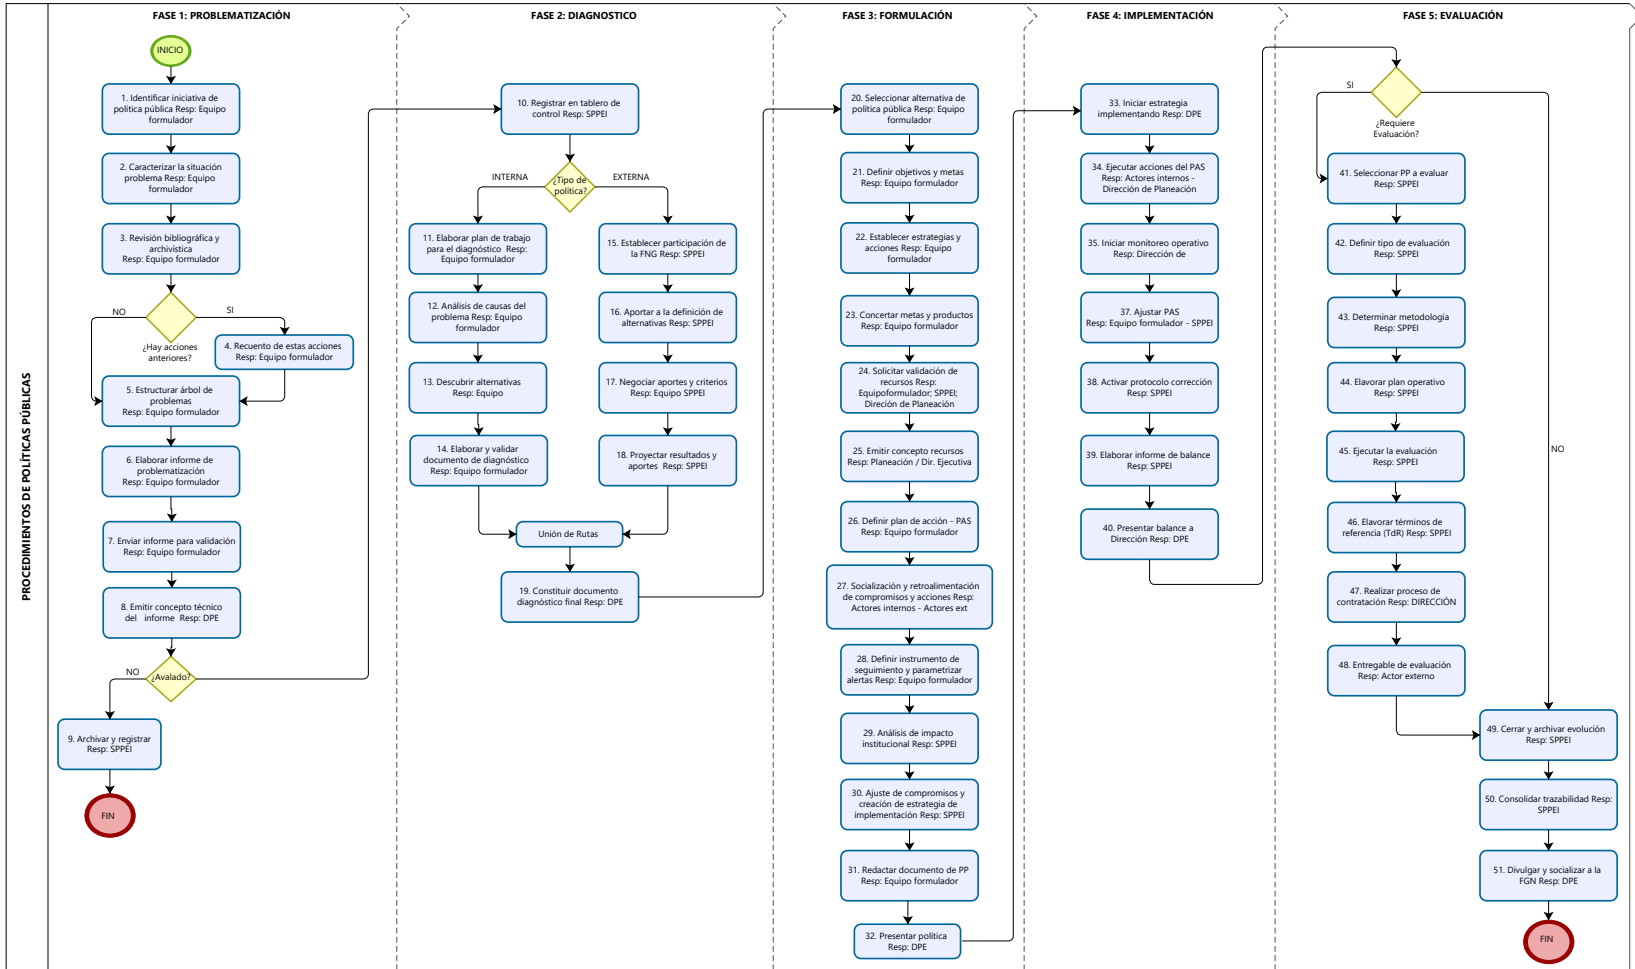 PROCEDIMIENTOS DE POLÍTICAS PÚBLICAS
FASE 1: PROBLEMATIZACIÓN
INICIO
1. Identificar iniciativa de
política pública Resp: Equipo
formulador
2. Caracterizar la situación
problema Resp: Equipo
formulador
3. Revisión bibliográfica y
archivística
Resp: Equipo formulador
NO
SI
¿Hay acciones
anteriores?
4. Recuento de estas acciones
Resp: Equipo formulador
5. Estructurar árbol de
problemas
Resp: Equipo formulador
6. Elaborar informe de
problematización
Resp: Equipo formulador
7. Enviar informe para validación
Resp: Equipo formulador
8. Emitir concepto técnico
del informe Resp: DPE
NO
¿Avalado?
9. Archivar y registrar
Resp: SPPEI
FIN
FASE 2: DIAGNOSTICO
10. Registrar en tablero de
control Resp: SPPEI
INTERNA
¿Tipo de
política?
EXTERNA
11. Elaborar plan de trabajo
para el diagnóstico Resp:
Equipo formulador
12. Análisis de causas del
problema Resp: Equipo
formulador
13. Descubrir alternativas
Resp: Equipo
14. Elaborar y validar
documento de diagnóstico
Resp: Equipo formulador
15. Establecer participación de
la FNG Resp: SPPEI
16. Aportar a la definición de
alternativas Resp: SPPEI
17. Negociar aportes y criterios
Resp: Equipo SPPEI
18. Proyectar resultados y
aportes Resp: SPPEI
Unión de Rutas
19. Constituir documento
diagnóstico final Resp: DPE
FASE 3: FORMULACIÓN
20. Seleccionar alternativa de
política pública Resp: Equipo
formulador
21. Definir objetivos y metas
Resp: Equipo formulador
22. Establecer estrategias y
acciones Resp: Equipo
formulador
23. Concertar metas y productos
Resp: Equipo formulador
24. Solicitar validación de
recursos Resp:
Equipoformulador; SPPEI;
Direción de Planeación
25. Emitir concepto recursos
Resp: Planeación / Dir. Ejecutiva
26. Definir plan de acción - PAS
Resp: Equipo formulador
27. Socialización y retroalimentación
de compromisos y acciones Resp:
Actores internos - Actores ext
28. Definir instrumento de
seguimiento y parametrizar
alertas Resp: Equipo formulador
29. Análisis de impacto
institucional Resp: SPPEI
30. Ajuste de compromisos y
creación de estrategia de
implementación Resp: SPPEI
31. Redactar documento de PP
Resp: Equipo formulador
32. Presentar política
Resp: DPE
FASE 4: IMPLEMENTACIÓN
33. Iniciar estrategia
implementando Resp: DPE
34. Ejecutar acciones del PAS
Resp: Actores internos -
Dirección de Planeación
35. Iniciar monitoreo operativo
Resp: Dirección de
37. Ajustar PAS
Resp: Equipo formulador - SPPEI
38. Activar protocolo corrección
Resp: SPPEI
39. Elaborar informe de balance
Resp: SPPEI
40. Presentar balance a
Dirección Resp: DPE
FASE 5: EVALUACIÓN
SI
¿Requiere
Evaluación?
41. Seleccionar PP a evaluar
Resp: SPPEI
42. Definir tipo de evaluación
Resp: SPPEI
43. Determinar metodología
Resp: SPPEI
44. Elavorar plan operativo
Resp: SPPEI
45. Ejecutar la evaluación
Resp: SPPEI
NO
46. Elavorar términos de
referencia (TdR) Resp: SPPEI
47. Realizar proceso de
contratación Resp: DIRECCIÓN
48. Entregable de evaluación
Resp: Actor externo
49. Cerrar y archivar evolución
Resp: SPPEI
50. Consolidar trazabilidad Resp:
SPPEI
51. Divulgar y socializar a la
FGN Resp: DPE
FIN